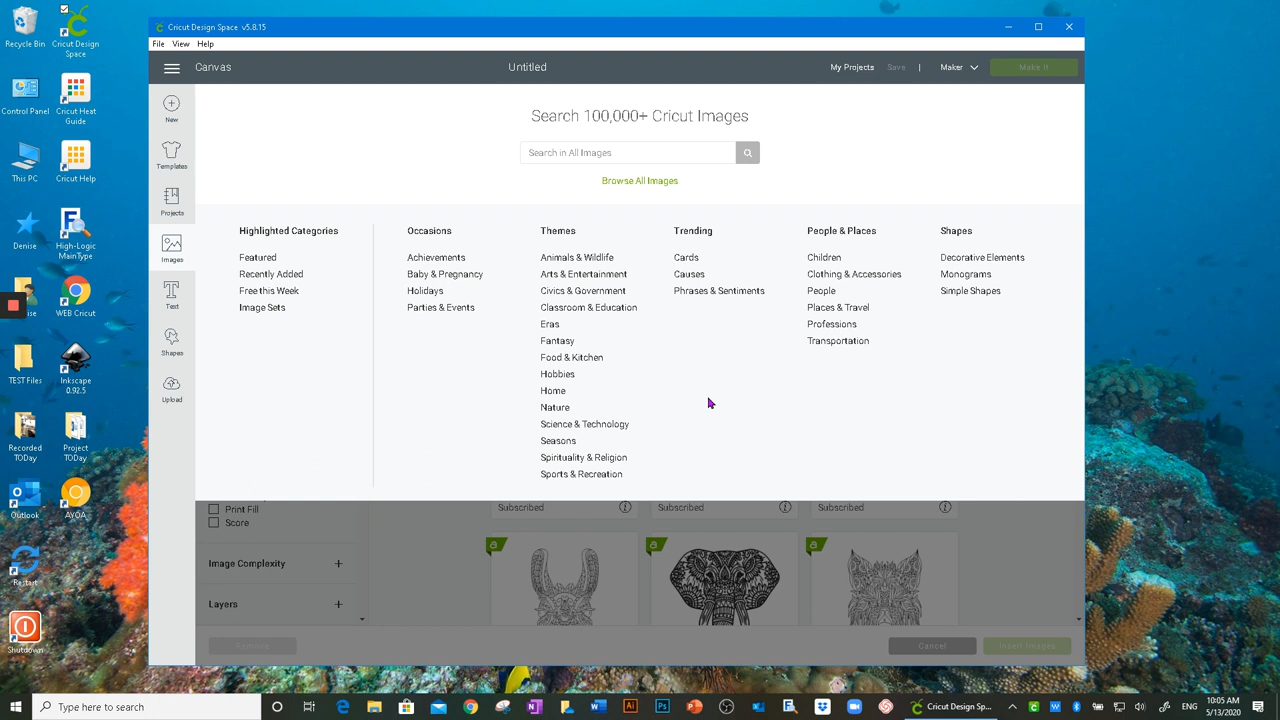 Recycle Bin
Cricut Design
Space
Control Panel
Cricut Heat
Guide
This PC
Cricut Help
Denise
High-Logic
MainType
WEB Cricut
TEST Files
Inkscape
0.92.5
Recorded
TODay
Project
TODay
Outlook
AYOA
Restart
Shutdown
Cricut Design Space v5.8.15
File View Help
Canvas
Untitled
My Projects Save | Maker Make It
New
Templates
Projects
Images
Text
Shapes
Upload
Search 100,000+ Cricut Images
Search in All Images
Browse All Images
Highlighted Categories
Featured
Recently Added
Free this Week
Image Sets
Occasions
Achievements
Baby & Pregnancy
Holidays
Parties & Events
Themes
Animals & Wildlife
Arts & Entertainment
Civics & Government
Classroom & Education
Eras
Fantasy
Food & Kitchen
Hobbies
Home
Nature
Science & Technology
Seasons
Spirituality & Religion
Sports & Recreation
Trending
Cards
Causes
Phrases & Sentiments
People & Places
Children
Clothing & Accessories
People
Places & Travel
Professions
Transportation
Shapes
Decorative Elements
Monograms
Simple Shapes
Print Fill
Score
Image Complexity +
Layers +
Subscribed Subscribed Subscribed
Cancel Insert Images
Type here to search
Cricut Design Spa...
ENG
10:05 AM
5/13/2020